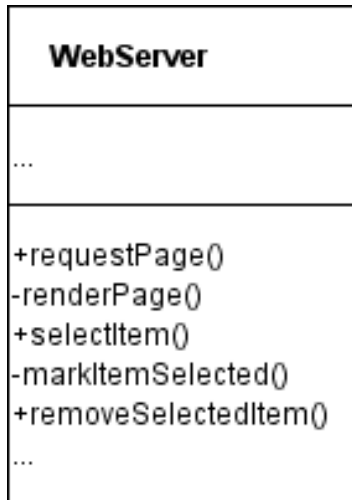 WebServer
...
+requestPage()
-renderPage()
+selectItem()
-markItemSelected()
+removeSelectedItem()
...